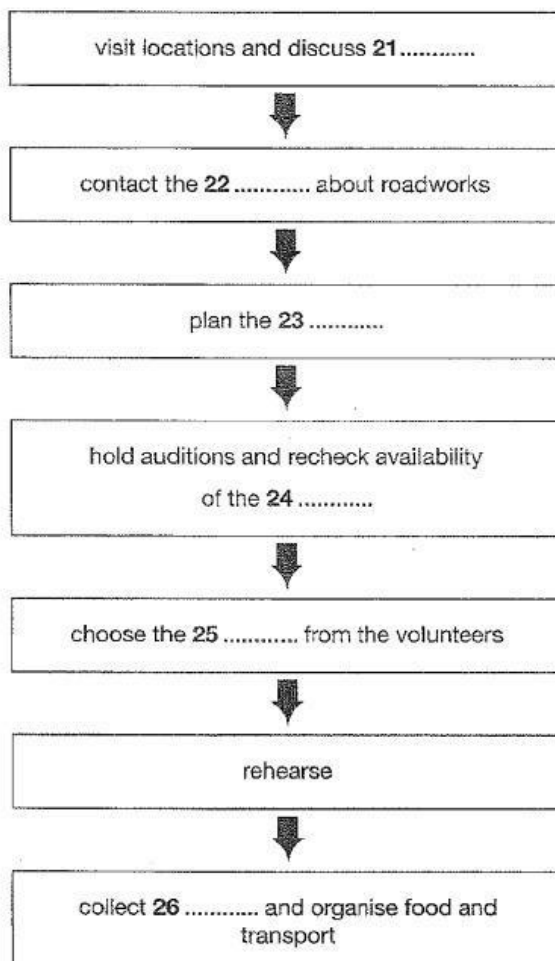 visit locations and discuss 21............
contact the 22 ............ about roadworks
plan the 23 ............
hold auditions and recheck availability
of the 24 ............
choose the 25 ............ from the volunteers
rehearse
collect 26 ............ and organise food and
transport